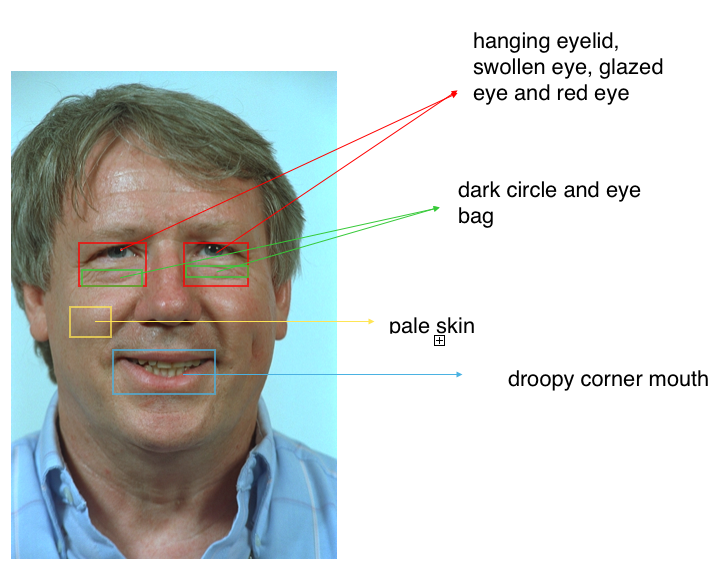 hanging eyelid,
swollen eye, glazed
eye and red eye
dark circle and eye
bag
pale skin
droopy corner mouth